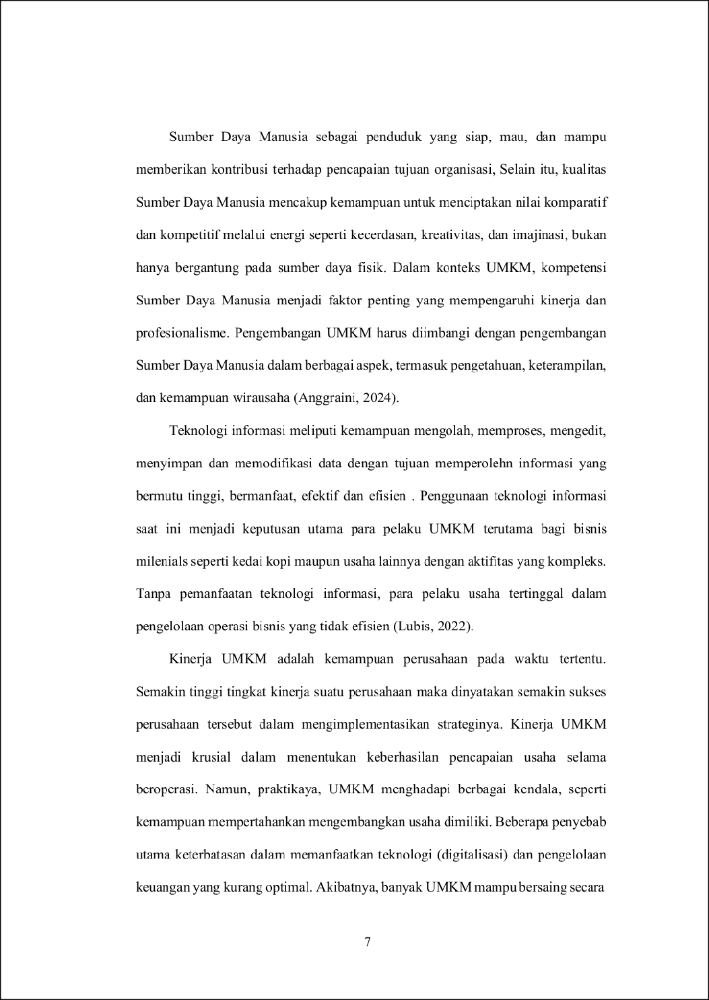 Sumber Daya Manusia sebagai penduduk yang siap, mau, dan mampu
memberikan kontribusi terhadap pencapaian tujuan organisasi, Selain itu, kualitas
Sumber Daya Manusia mencakup kemampuan untuk menciptakan nilai komparatif
dan kompetitif melalui energi seperti kecerdasan, kreativitas, dan imajinasi, bukan
hanya bergantung pada sumber daya fisik. Dalam konteks UMKM, kompetensi
Sumber Daya Manusia menjadi faktor penting yang mempengaruhi kinerja dan
profesionalisme. Pengembangan UMKM harus diimbangi dengan pengembangan
Sumber Daya Manusia dalam berbagai aspek, termasuk pengetahuan, keterampilan,
dan kemampuan wirausaha (Anggraini, 2024).
Teknologi informasi meliputi kemampuan mengolah, memproses, mengedit,
menyimpan dan memodifikasi data dengan tujuan memperolehn informasi yang
bermutu tinggi, bermanfaat, efektif dan efisien . Penggunaan teknologi informasi
saat ini menjadi keputusan utama para pelaku UMKM terutama bagi bisnis
milenials seperti kedai kopi maupun usaha lainnya dengan aktifitas yang kompleks.
Tanpa pemanfaatan teknologi informasi, para pelaku usaha tertinggal dalam
pengelolaan operasi bisnis yang tidak efisien (Lubis, 2022).
Kinerja UMKM adalah kemampuan perusahaan pada waktu tertentu.
Semakin tinggi tingkat kinerja suatu perusahaan maka dinyatakan semakin sukses
perusahaan tersebut dalam mengimplementasikan strateginya. Kinerja UMKM
menjadi krusial dalam menentukan keberhasilan pencapaian usaha selama
beroperasi. Namun, praktikaya, UMKM menghadapi berbagai kendala, seperti
kemampuan mempertahankan mengembangkan usaha dimiliki. Beberapa penyebab
utama keterbatasan dalam memanfaatkan teknologi (digitalisasi) dan pengelolaan
keuangan yang kurang optimal. Akibatnya, banyak UMKM mampu bersaing secara
7